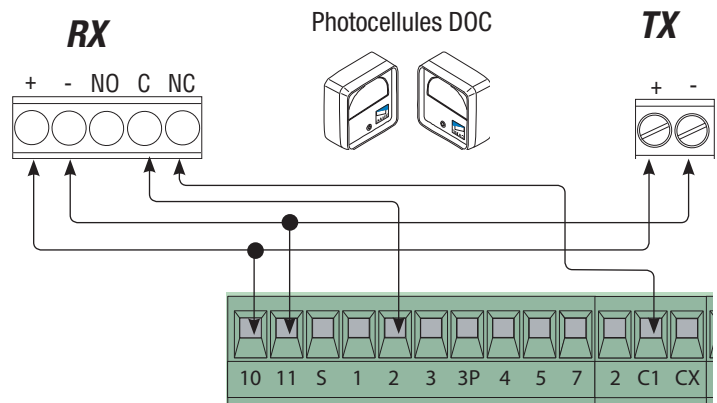 RX
Photocellules DOC
TX
+ - NO C NC
+ -
10 11 S 1 2 3 3P 4 5 7 2 C1 CX